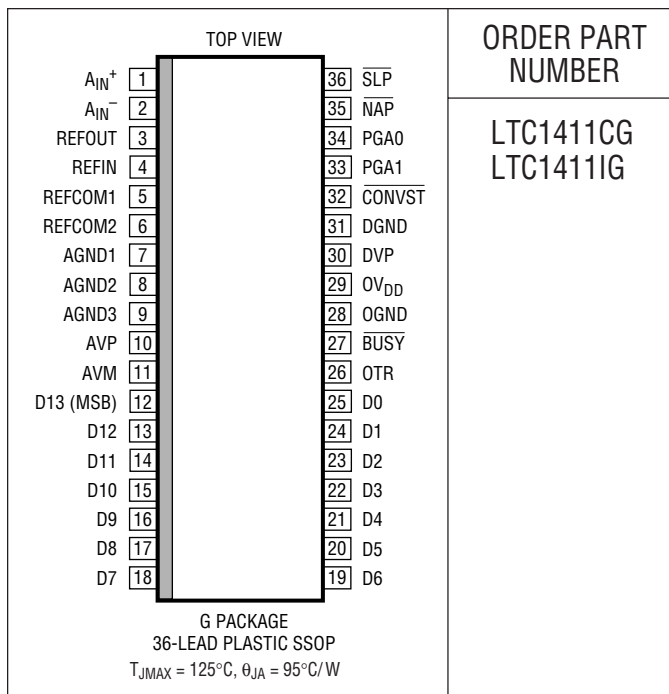 TOP VIEW
A_IN^+ 1
A_IN^– 2
REFOUT 3
REFIN 4
REFCOM1 5
REFCOM2 6
AGND1 7
AGND2 8
AGND3 9
AVP 10
AVM 11
D13 (MSB) 12
D12 13
D11 14
D10 15
D9 16
D8 17
D7 18
36 S̅L̅P̅
35 N̅A̅P̅
34 PGA0
33 PGA1
32 C̅O̅N̅V̅S̅T̅
31 DGND
30 DVP
29 OV_DD
28 OGND
27 B̅U̅S̅Y̅
26 OTR
25 D0
24 D1
23 D2
22 D3
21 D4
20 D5
19 D6
G PACKAGE
36-LEAD PLASTIC SSOP
T_JMAX = 125°C, θ_JA = 95°C/W
ORDER PART
NUMBER
LTC1411CG
LTC1411IG